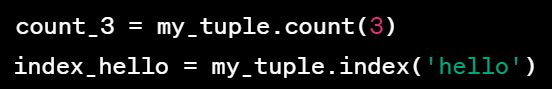 count_3 = my_tuple.count(3)
index_hello = my_tuple.index('hello')